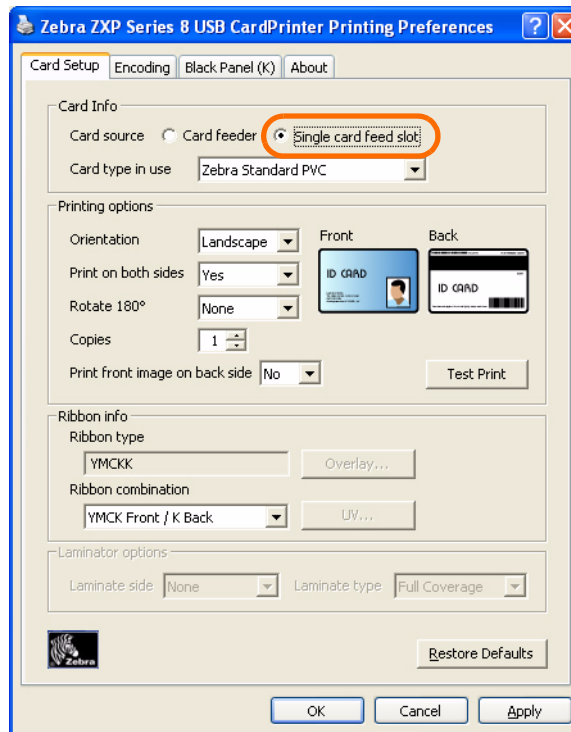 Zebra ZXP Series 8 USB CardPrinter Printing Preferences
Card Setup Encoding Black Panel (K) About
Card Info
Card source Card feeder Single card feed slot
Card type in use Zebra Standard PVC
Printing options
Orientation Landscape Front Back
Print on both sides Yes ID CARD
ID CARD
Rotate 180° None
Copies 1
Print front image on back side No Test Print
Ribbon info
Ribbon type
YMCKK Overlay...
Ribbon combination
YMCK Front / K Back UV...
Laminator options
Laminate side None Laminate type Full Coverage
Zebra Restore Defaults
OK Cancel Apply